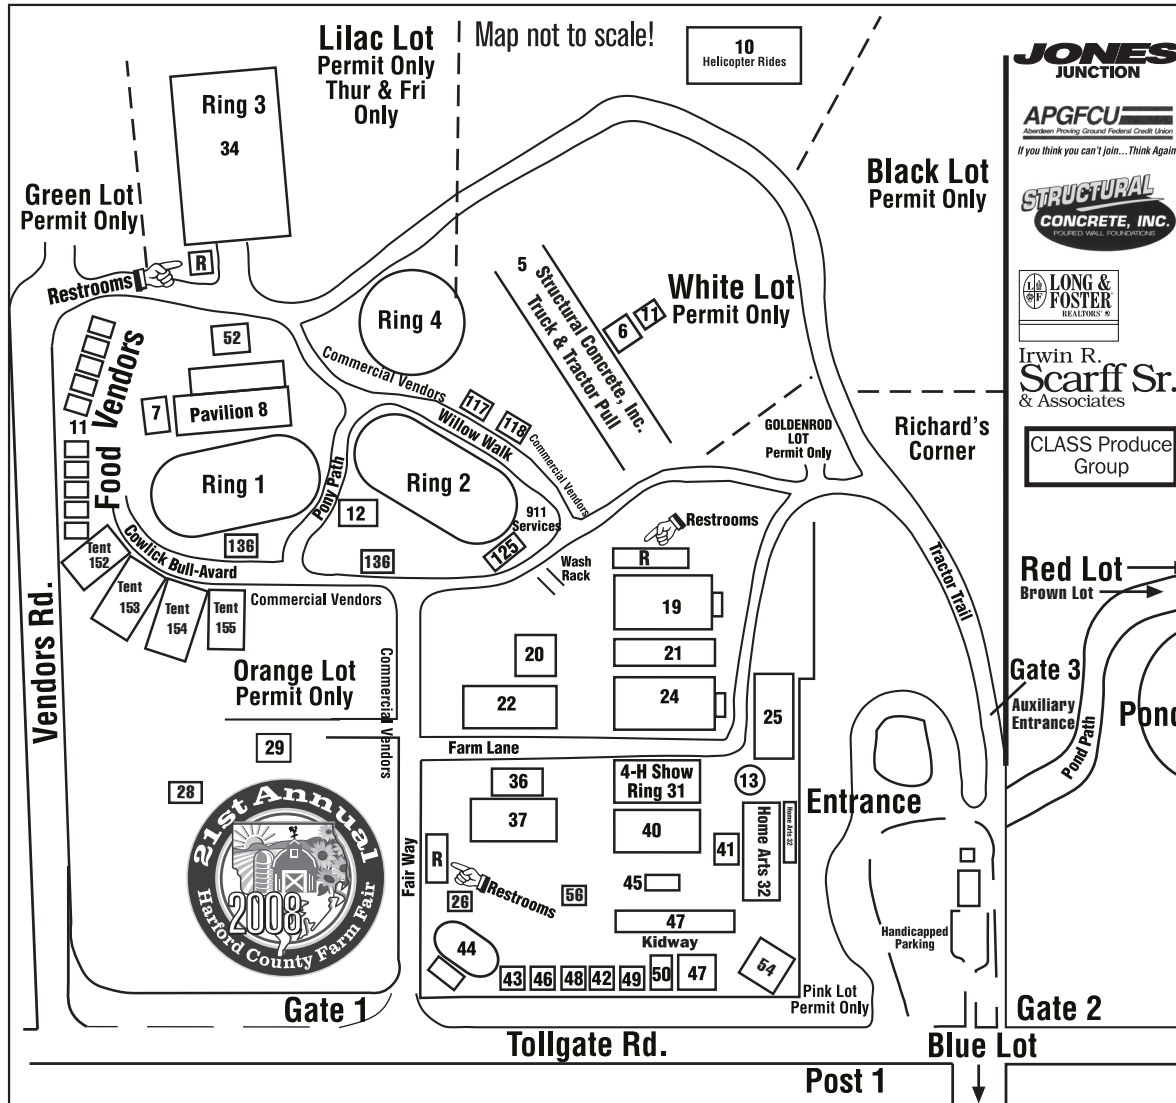 Lilac Lot
Permit Only
Thur & Fri
Only
Map not to scale!
10
Helicopter Rides
JONES
JUNCTION
APGFCU
Aberdeen Proving Ground Federal Credit Union
If you think you can't join...Think Again
STRUCTURAL
CONCRETE, INC.
POURED WALL FOUNDATIONS
LONG &
FOSTER
REALTORS
L F
Irwin R.
Scarff Sr.
& Associates
CLASS Produce
Group
Ring 3
34
Green Lot
Permit Only
Black Lot
Permit Only
R
Restrooms
5
Structural Concrete, Inc.
Truck & Tractor Pull
White Lot
Permit Only
6
11
Ring 4
Commercial Vendors
52
Food Vendors
11
7
Pavilion 8
117
118
Willow Walk
Commercial Vendors
GOLDENROD
LOT
Permit Only
Richard's
Corner
Ring 1
Pony Path
Ring 2
12
911
Services
125
136
136
Cowlick Bull-Avard
Tent
152
Tent
153
Tent
154
Tent
155
Commercial Vendors
Wash
Rack
Restrooms
R
19
20
21
22
24
25
Tractor Trail
Red Lot
Brown Lot
Gate 3
Auxiliary
Entrance
Pond Path
Pond
Vendors Rd.
Orange Lot
Permit Only
Commercial Vendors
29
28
Farm Lane
36
37
4-H Show
Ring 31
13
40
41
Home Arts 32
Home Arts 32
Entrance
21st Annual
2008
Harford County Farm Fair
Fair Way
R
Restrooms
26
56
45
47
Kidway
44
43
46
48
42
49
50
47
54
Handicapped
Parking
Pink Lot
Permit Only
Gate 1
Gate 2
Tollgate Rd.
Blue Lot
Post 1